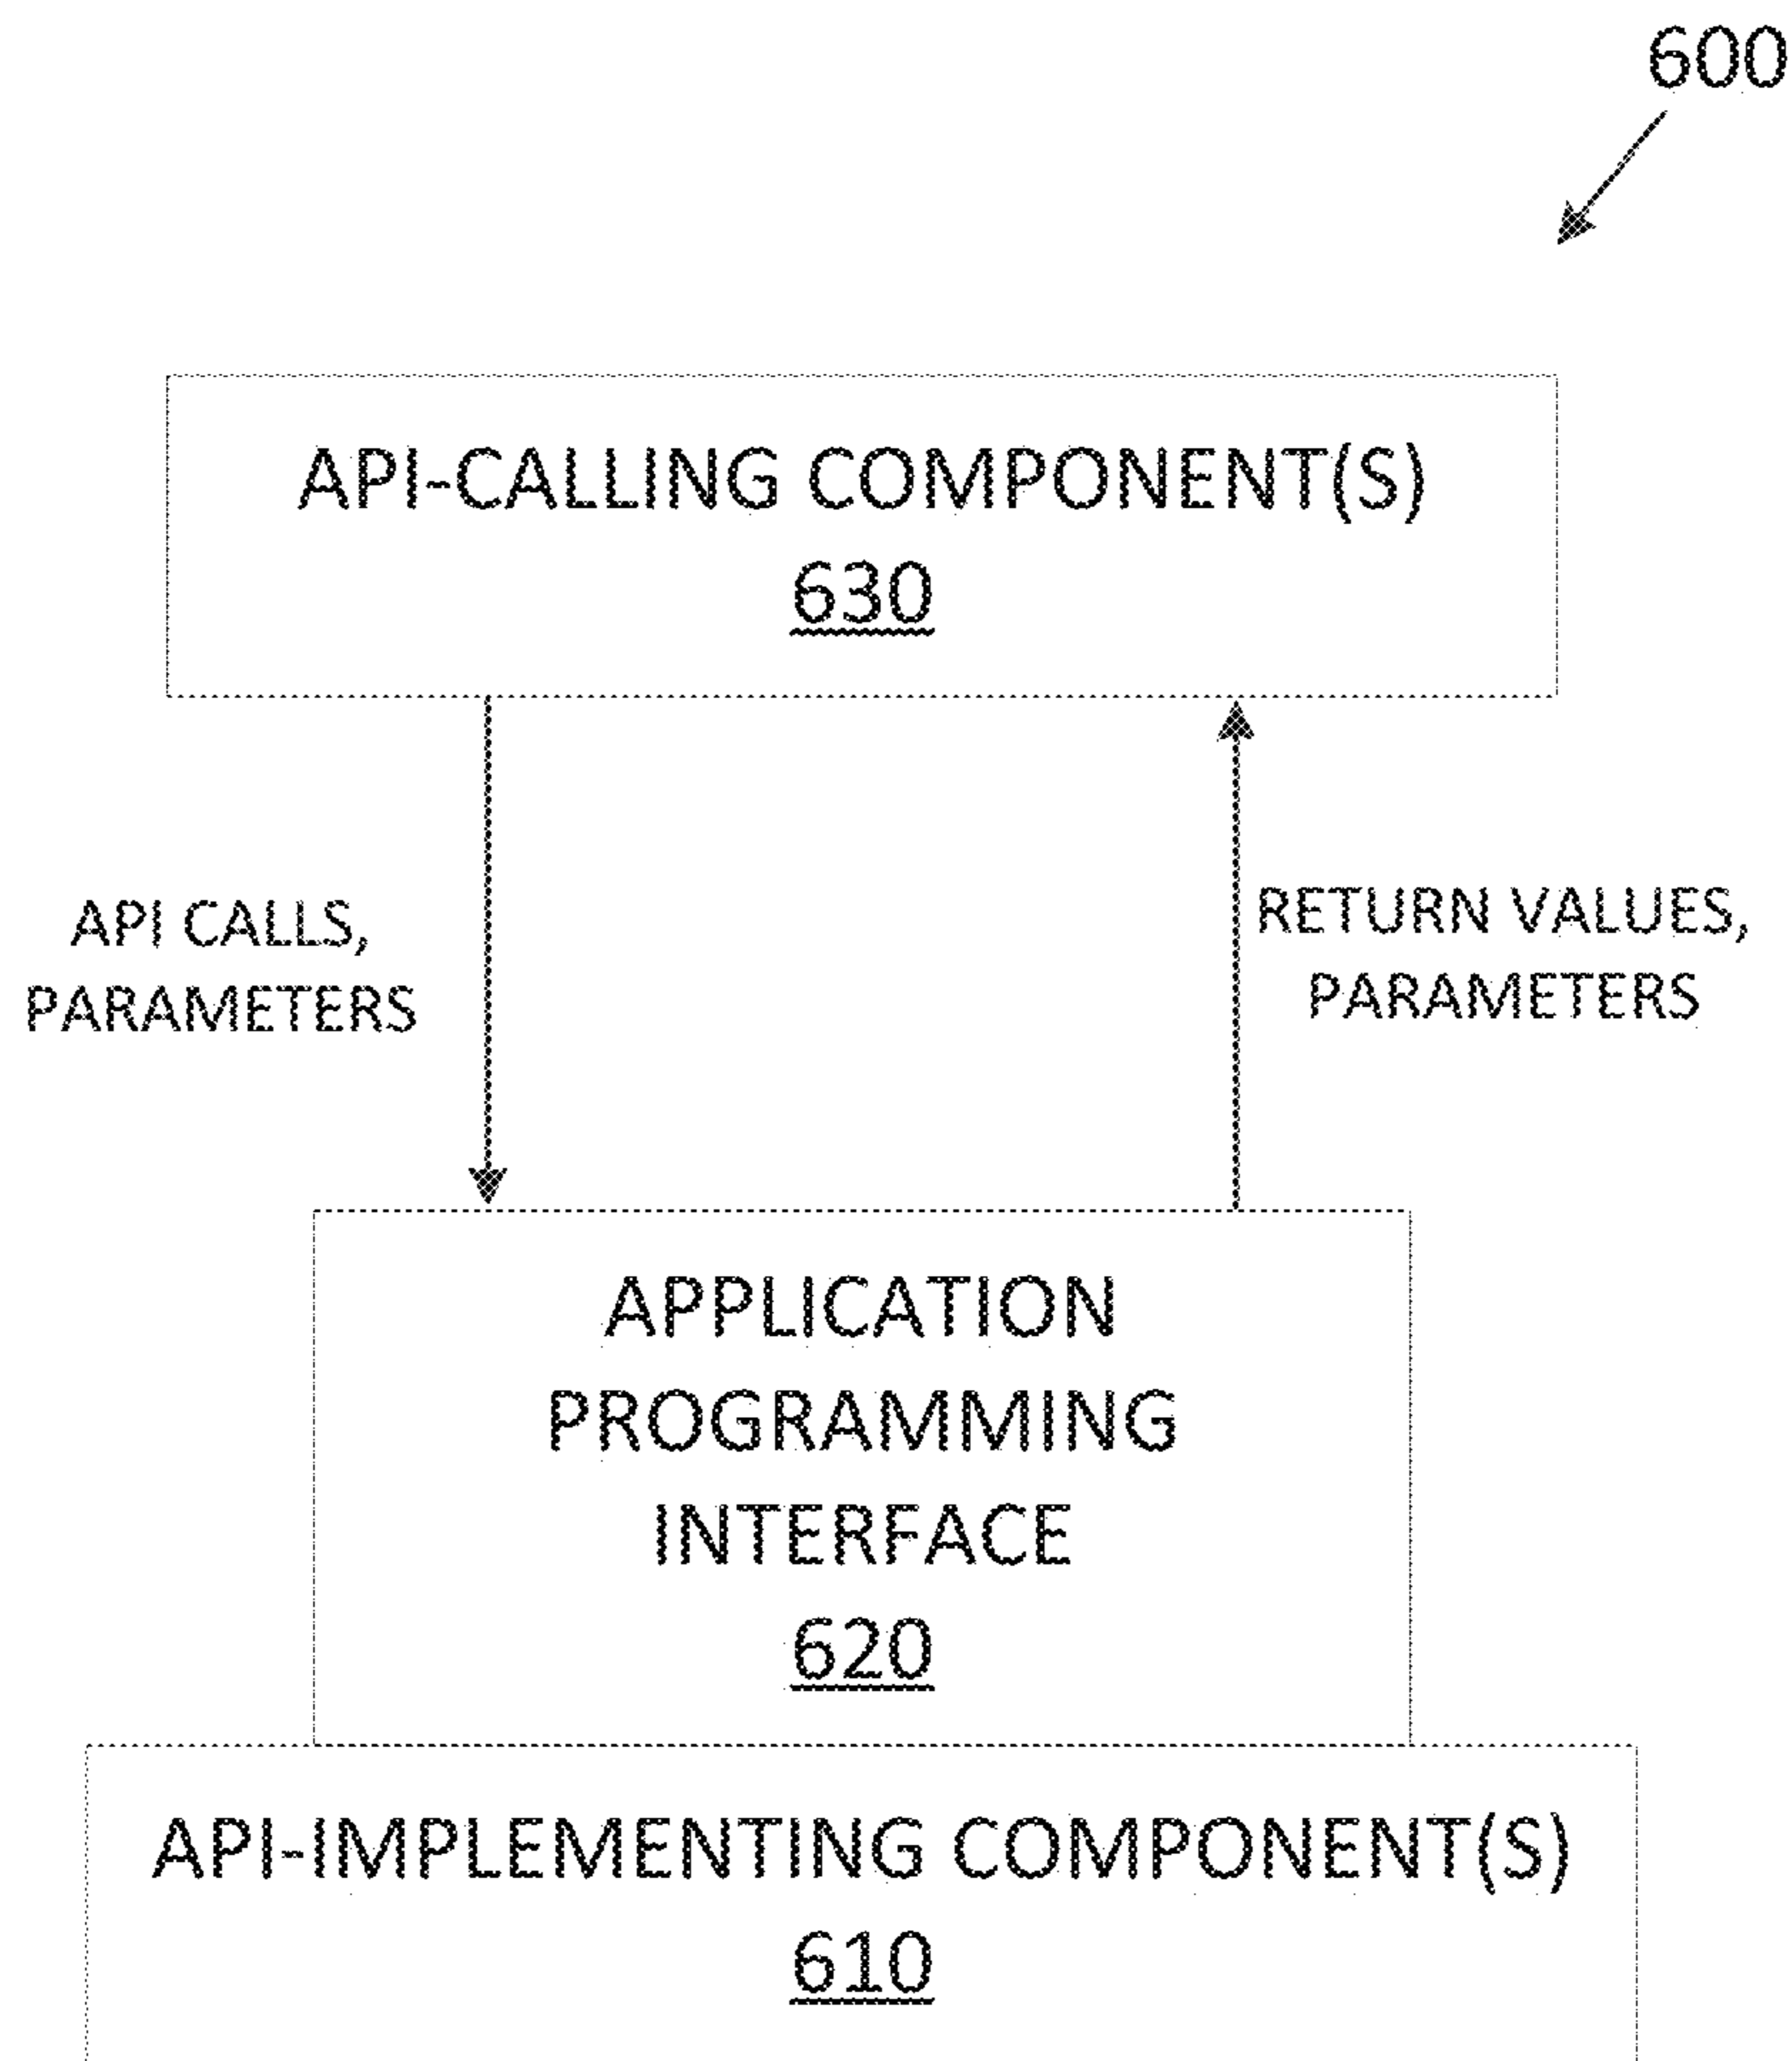 600
API-CALLING COMPONENT(S)
630
API CALLS,
PARAMETERS
RETURN VALUES,
PARAMETERS
APPLICATION
PROGRAMMING
INTERFACE
620
API-IMPLEMENTING COMPONENT(S)
610